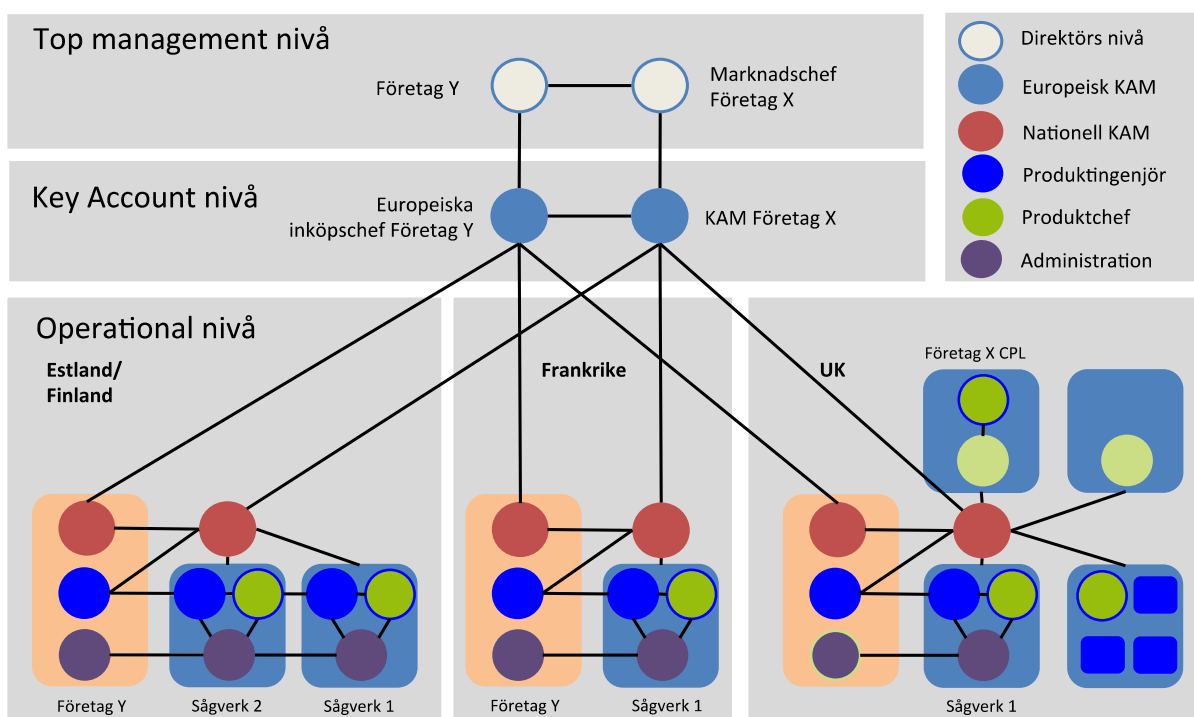 Top management nivå
Företag Y
Marknadschef
Företag X
Key Account nivå
Europeiska
inköpschef Företag Y
KAM Företag X
Direktörs nivå
Europeisk KAM
Nationell KAM
Produktingenjör
Produktchef
Administration
Operational nivå
Estland/
Finland
Frankrike
UK
Företag X CPL
Företag Y
Sågverk 2
Sågverk 1
Företag Y
Sågverk 1
Sågverk 1